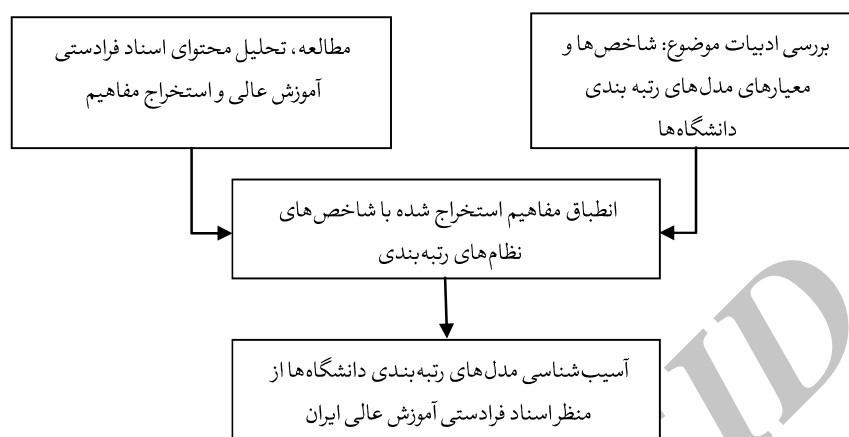 بررسی ادبیات موضوع: شاخص‌ها و
معیارهای مدل‌های رتبه بندی
دانشگاه‌ها
مطالعه، تحلیل محتوای اسناد فرادستی
آموزش عالی و استخراج مفاهیم
انطباق مفاهیم استخراج شده با شاخص‌های
نظام‌های رتبه‌بندی
آسیب‌شناسی مدل‌های رتبه‌بندی دانشگاه‌ها از
منظر اسناد فرادستی آموزش عالی ایران
ID